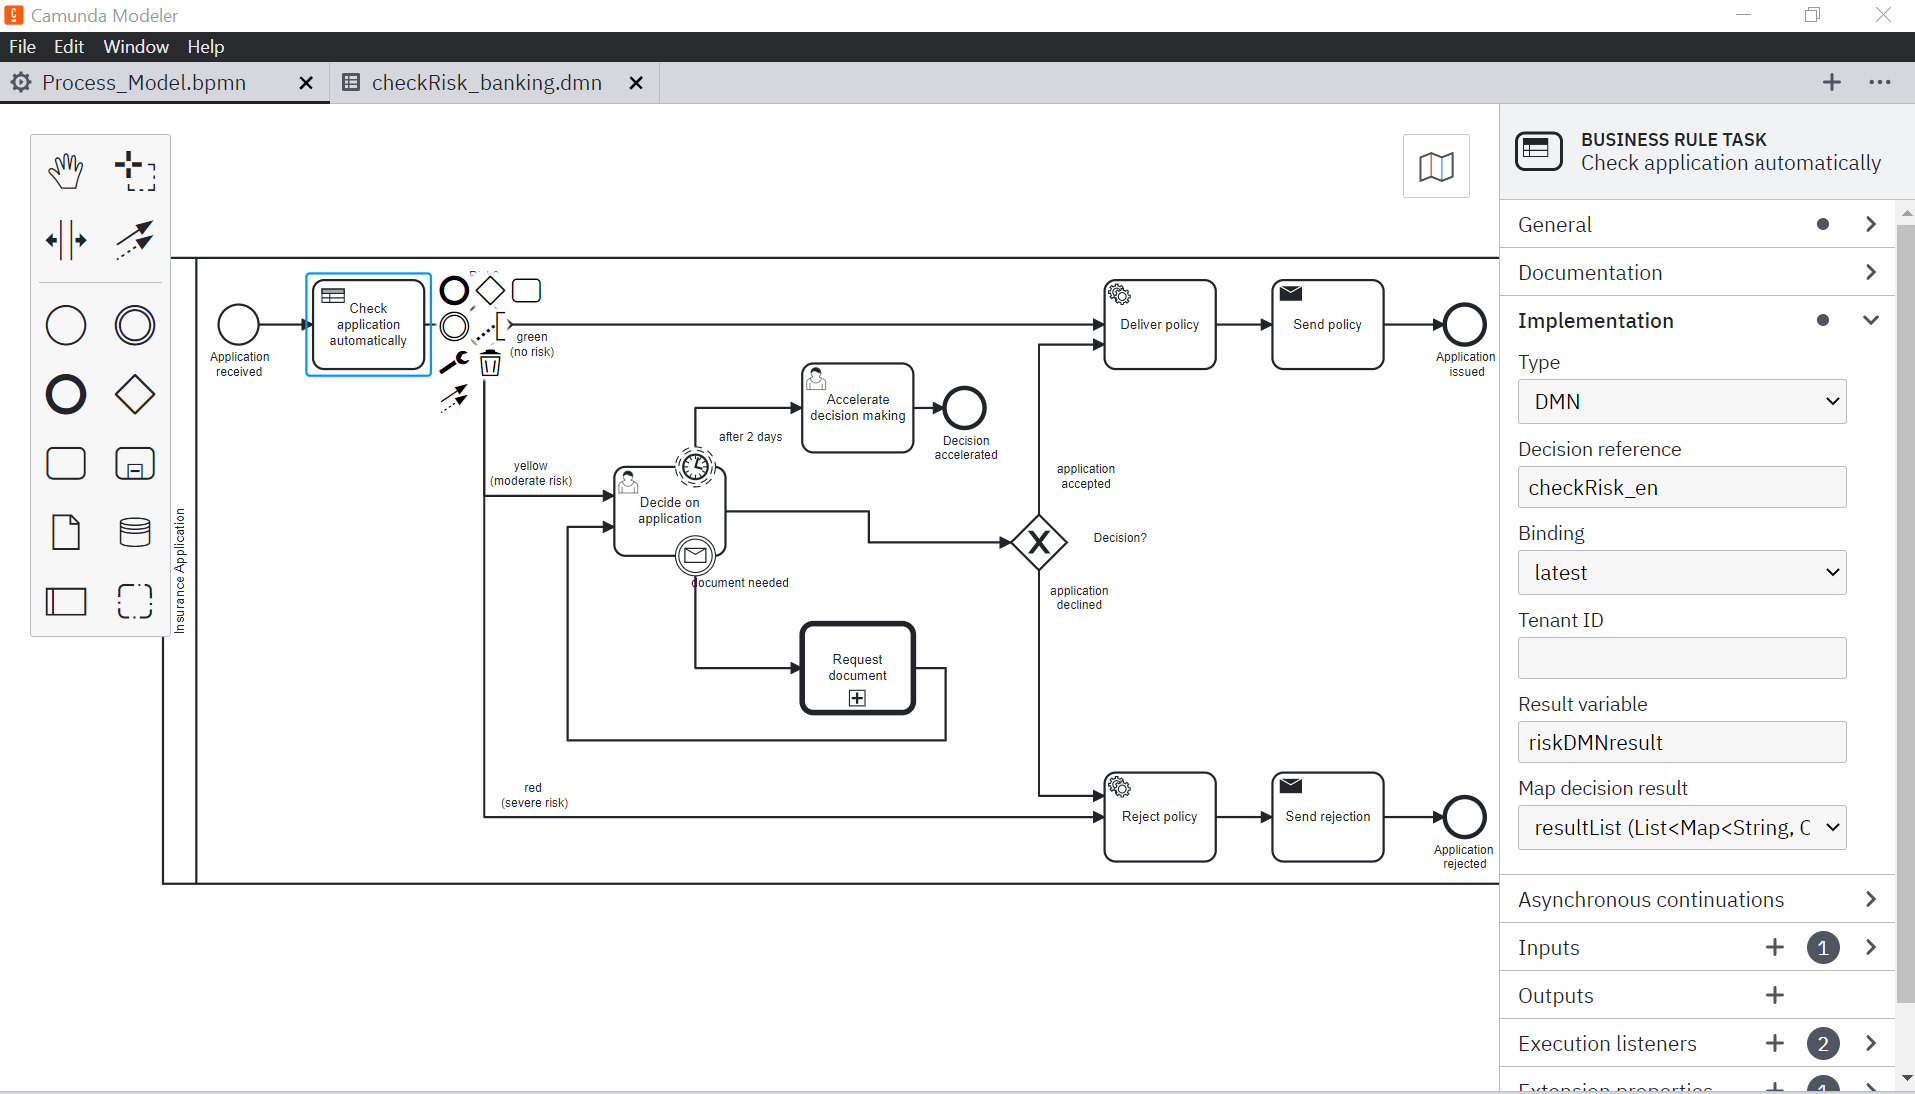 Camunda Modeler
File Edit Window Help
Process_Model.bpmn
checkRisk_banking.dmn
Insurance Application
Application
received
Check
application
automatically
green
(no risk)
yellow
(moderate risk)
red
(severe risk)
after 2 days
Accelerate
decision making
Decision
accelerated
Decide on
application
document needed
Request
document
application
accepted
Decision?
application
declined
Deliver policy
Send policy
Application
issued
Reject policy
Send rejection
Application
rejected
BUSINESS RULE TASK
Check application automatically
General
Documentation
Implementation
Type
DMN
Decision reference
checkRisk_en
Binding
latest
Tenant ID
Result variable
riskDMNresult
Map decision result
resultList (List<Map<String, O
Asynchronous continuations
Inputs 1
Outputs
Execution listeners 2
Extension properties 1